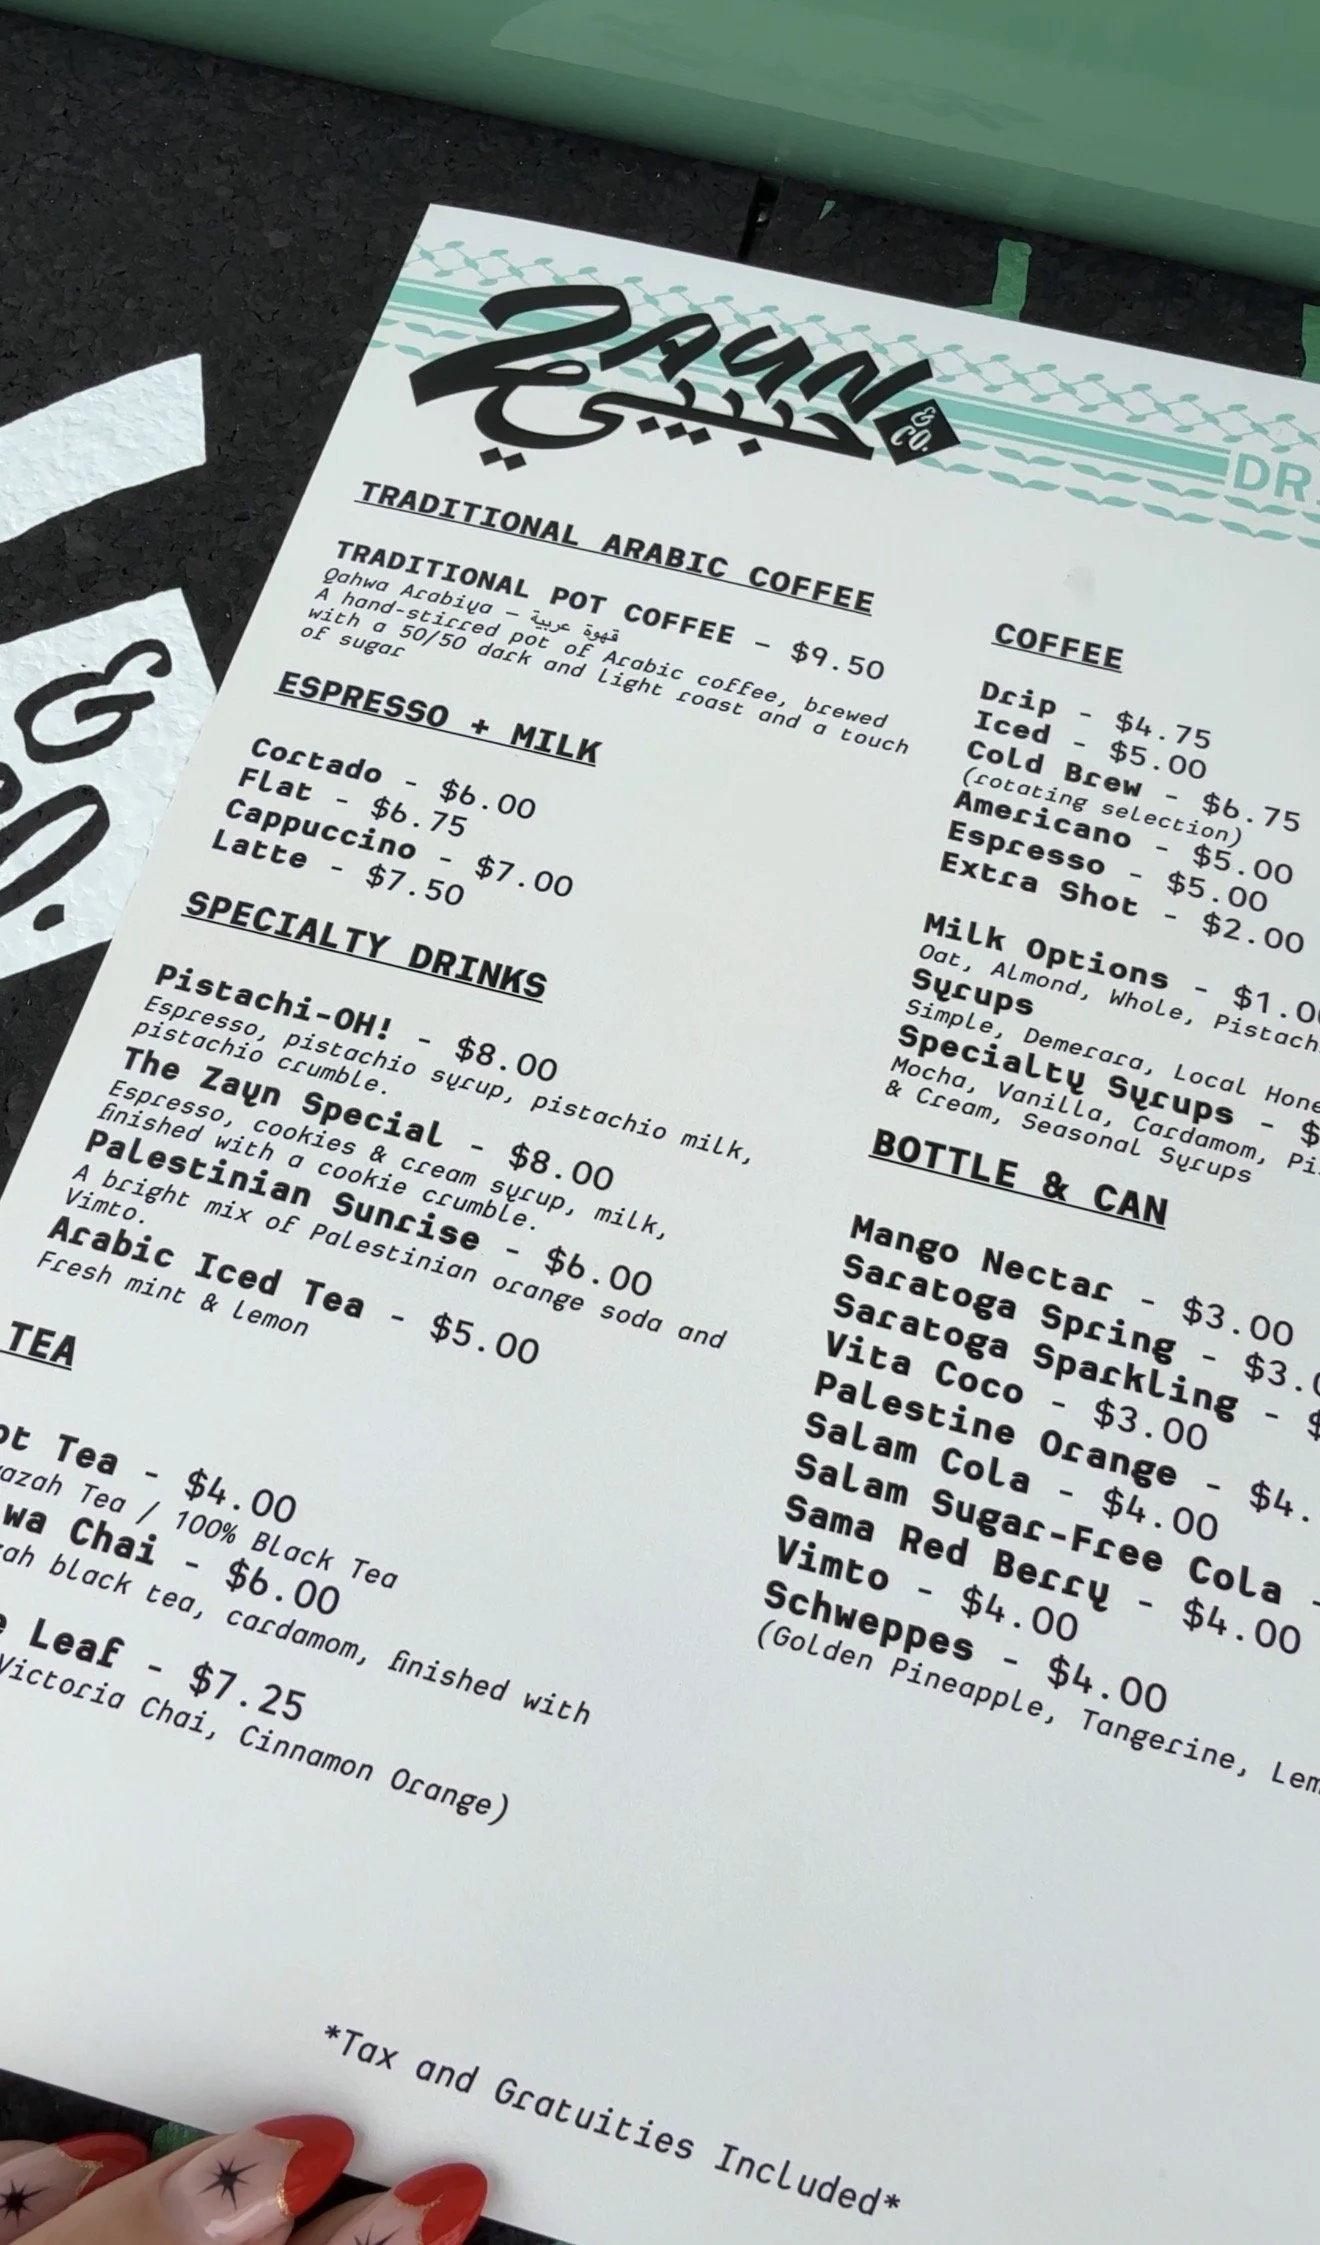 ZAYN
& CO.
حبيبي
DR
TRADITIONAL ARABIC COFFEE
TRADITIONAL POT COFFEE - $9.50
Qahwa Arabiya - قهوة عربية
A hand-stirred pot of Arabic coffee, brewed
with a 50/50 dark and light roast and a touch
of sugar
ESPRESSO + MILK
Cortado - $6.00
Flat - $6.75
Cappuccino - $7.00
Latte - $7.50
SPECIALTY DRINKS
Pistachi-OH! - $8.00
Espresso, pistachio syrup, pistachio milk,
pistachio crumble.
The Zayn Special - $8.00
Espresso, cookies & cream syrup, milk,
finished with a cookie crumble.
Palestinian Sunrise - $6.00
A bright mix of Palestinian orange soda and
Vimto.
Arabic Iced Tea - $5.00
Fresh mint & lemon
TEA
Tea - $4.00
Tea / 100% Black Tea
Chai - $6.00
black tea, cardamom, finished with
Leaf - $7.25
Victoria Chai, Cinnamon Orange)
COFFEE
Drip - $4.75
Iced - $5.00
Cold Brew - $6.75
(rotating selection)
Americano - $5.00
Espresso - $5.00
Extra Shot - $2.00
Milk Options - $1.0
Oat, Almond, Whole, Pistach
Syrups
Simple, Demerara, Local Hone
Specialty Syrups - $
Mocha, Vanilla, Cardamom, Pi
& Cream, Seasonal Syrups
BOTTLE & CAN
Mango Nectar - $3.00
Saratoga Spring - $3.
Saratoga Sparkling - $
Vita Coco - $3.00
Palestine Orange - $4.
Salam Cola - $4.00
Salam Sugar-Free Cola -
Sama Red Berry - $4.00
Vimto - $4.00
Schweppes - $4.00
(Golden Pineapple, Tangerine, Lem
*Tax and Gratuities Included*
&